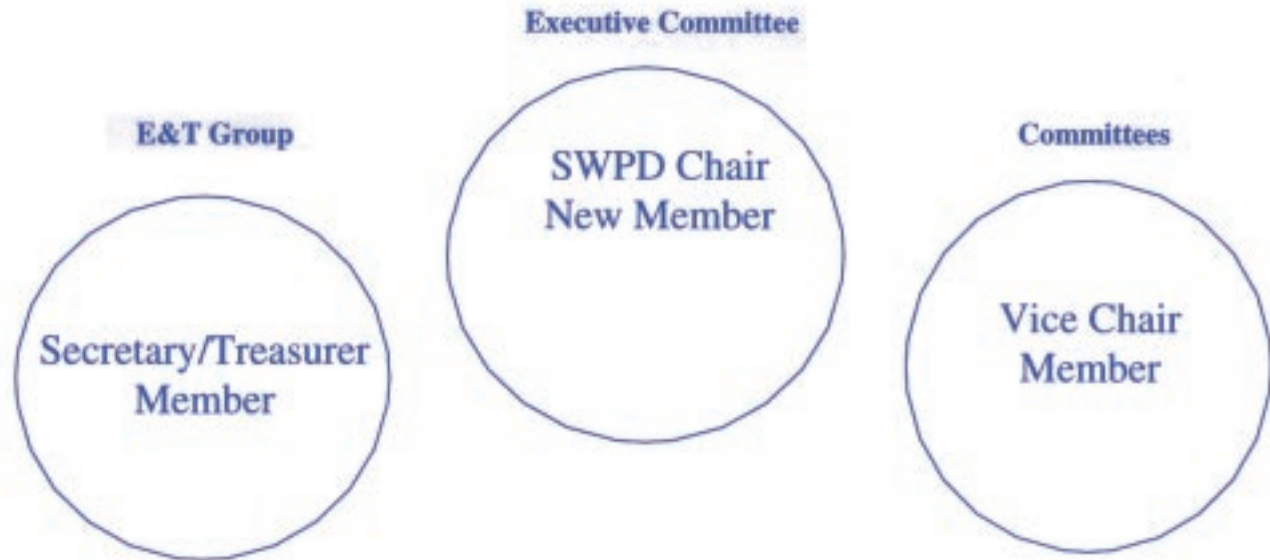 Executive Committee
E&T Group
Committees
SWPD Chair
New Member
Secretary/Treasurer
Member
Vice Chair
Member